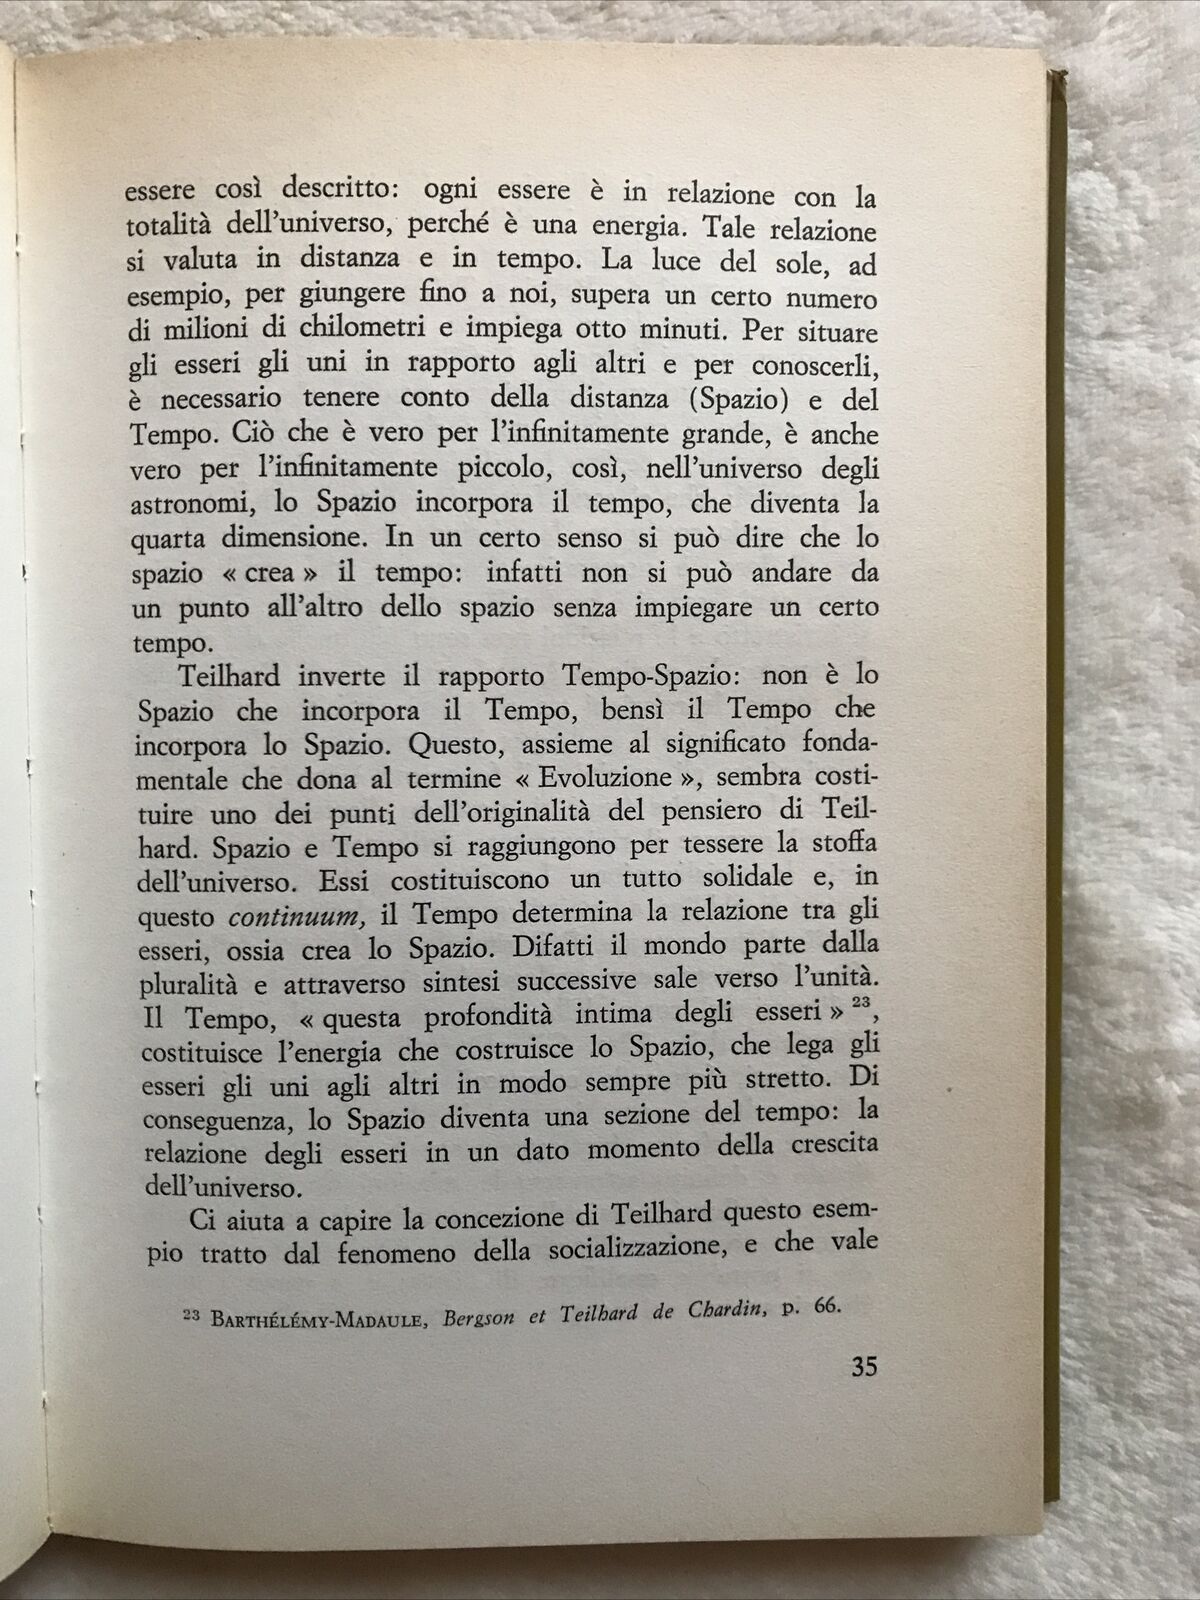 essere così descritto: ogni essere è in relazione con la
totalità dell'universo, perché è una energia. Tale relazione
si valuta in distanza e in tempo. La luce del sole, ad
esempio, per giungere fino a noi, supera un certo numero
di milioni di chilometri e impiega otto minuti. Per situare
gli esseri gli uni in rapporto agli altri e per conoscerli,
è necessario tenere conto della distanza (Spazio) e del
Tempo. Ciò che è vero per l'infinitamente grande, è anche
vero per l'infinitamente piccolo, così, nell'universo degli
astronomi, lo Spazio incorpora il tempo, che diventa la
quarta dimensione. In un certo senso si può dire che lo
spazio « crea » il tempo: infatti non si può andare da
un punto all'altro dello spazio senza impiegare un certo
tempo.
Teilhard inverte il rapporto Tempo-Spazio: non è lo
Spazio che incorpora il Tempo, bensì il Tempo che
incorpora lo Spazio. Questo, assieme al significato fonda-
mentale che dona al termine « Evoluzione », sembra costi-
tuire uno dei punti dell'originalità del pensiero di Teil-
hard. Spazio e Tempo si raggiungono per tessere la stoffa
dell'universo. Essi costituiscono un tutto solidale e, in
questo continuum, il Tempo determina la relazione tra gli
esseri, ossia crea lo Spazio. Difatti il mondo parte dalla
pluralità e attraverso sintesi successive sale verso l'unità.
Il Tempo, « questa profondità intima degli esseri » 23,
costituisce l'energia che costruisce lo Spazio, che lega gli
esseri gli uni agli altri in modo sempre più stretto. Di
conseguenza, lo Spazio diventa una sezione del tempo: la
relazione degli esseri in un dato momento della crescita
dell'universo.
Ci aiuta a capire la concezione di Teilhard questo esem-
pio tratto dal fenomeno della socializzazione, e che vale
23 BARTHÉLÉMY-MADAULE, Bergson et Teilhard de Chardin, p. 66.
35